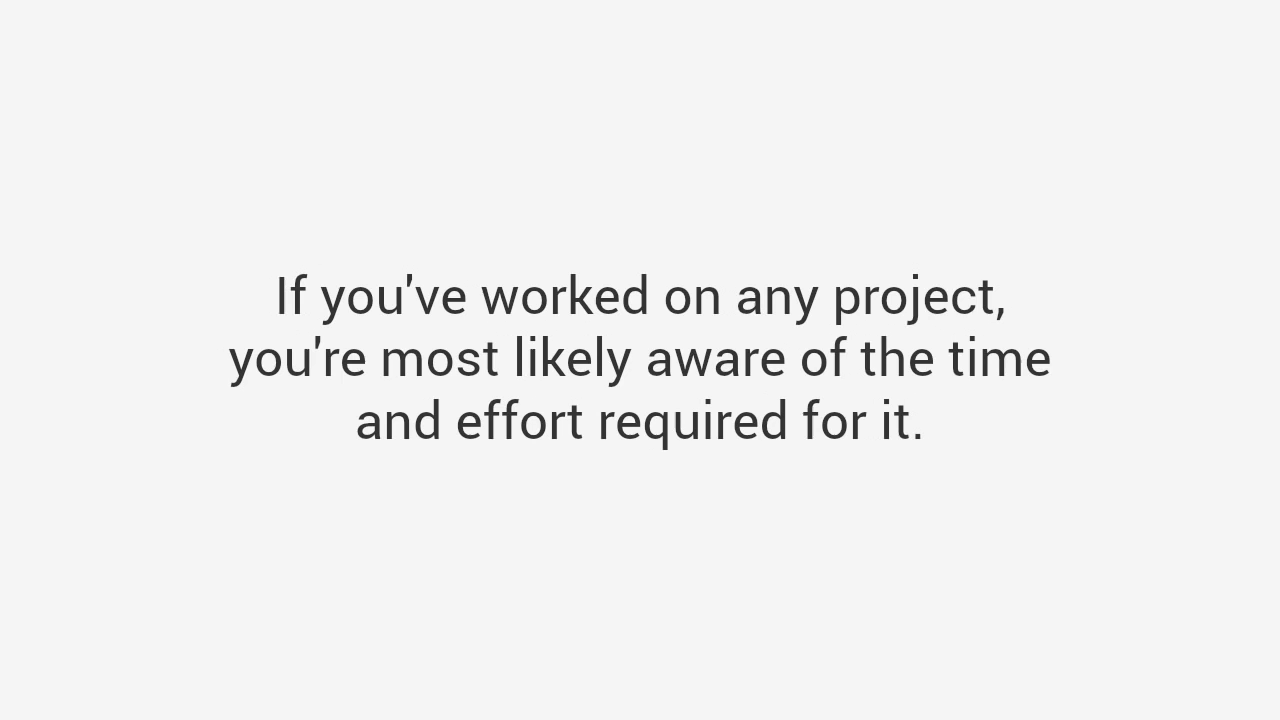 If you've worked on any project,
you're most likely aware of the time
and effort required for it.